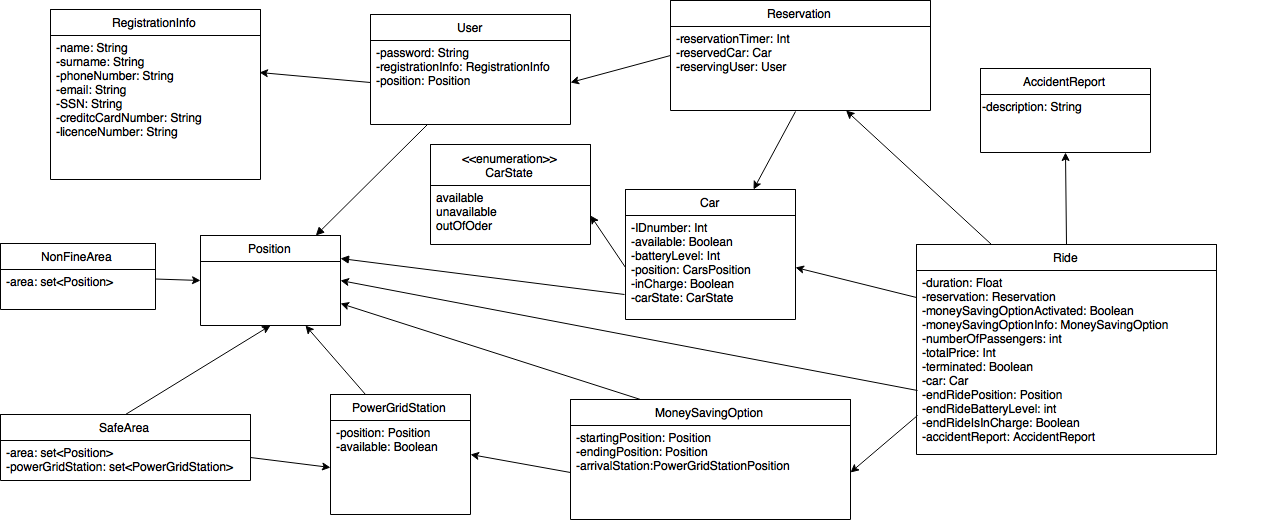 RegistrationInfo
-name: String
-surname: String
-phoneNumber: String
-email: String
-SSN: String
-creditcCardNumber: String
-licenceNumber: String
User
-password: String
-registrationInfo: RegistrationInfo
-position: Position
Reservation
-reservationTimer: Int
-reservedCar: Car
-reservingUser: User
AccidentReport
-description: String
<<enumeration>>
CarState
available
unavailable
outOfOder
Car
-IDnumber: Int
-available: Boolean
-batteryLevel: Int
-position: CarsPosition
-inCharge: Boolean
-carState: CarState
NonFineArea
-area: set<Position>
Position
Ride
-duration: Float
-reservation: Reservation
-moneySavingOptionActivated: Boolean
-moneySavingOptionInfo: MoneySavingOption
-numberOfPassengers: int
-totalPrice: Int
-terminated: Boolean
-car: Car
-endRidePosition: Position
-endRideBatteryLevel: int
-endRideIsInCharge: Boolean
-accidentReport: AccidentReport
SafeArea
-area: set<Position>
-powerGridStation: set<PowerGridStation>
PowerGridStation
-position: Position
-available: Boolean
MoneySavingOption
-startingPosition: Position
-endingPosition: Position
-arrivalStation:PowerGridStationPosition